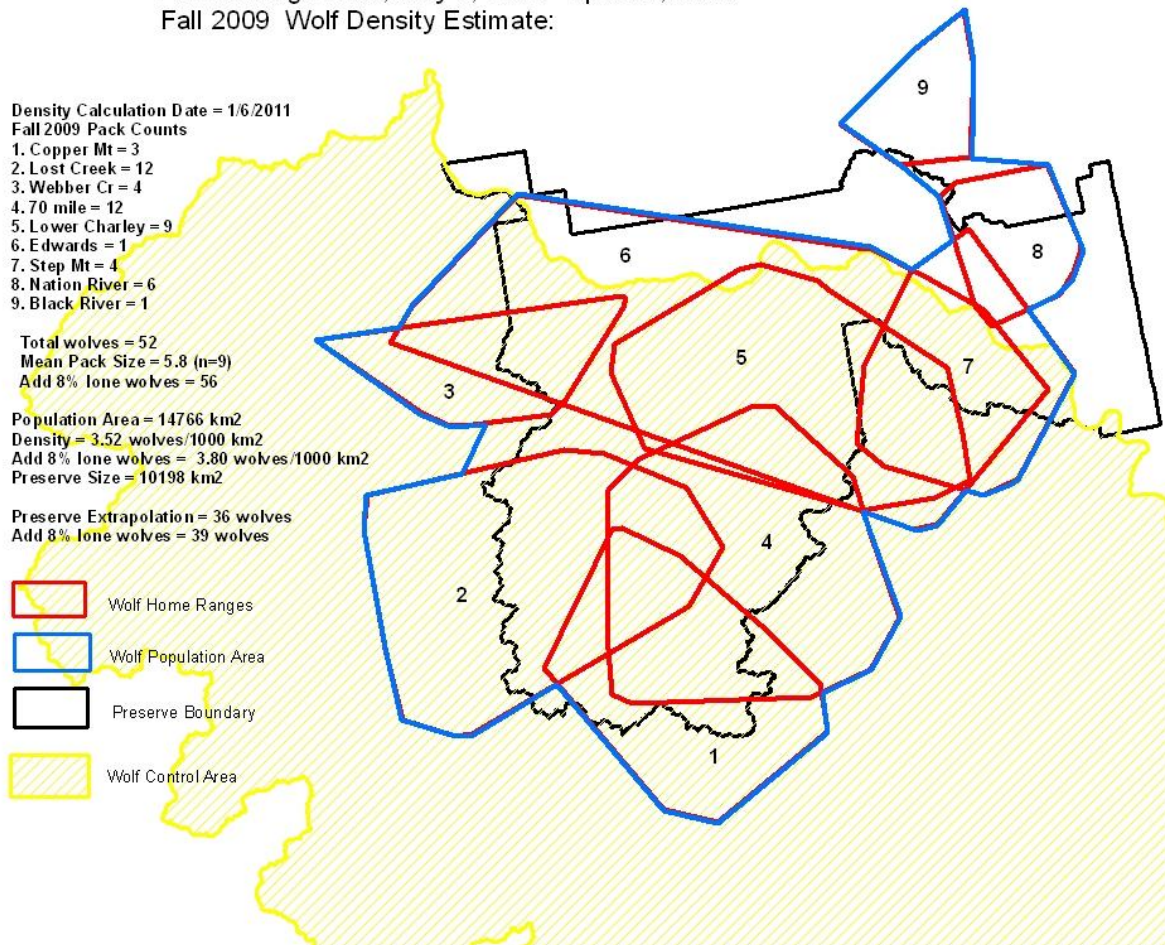 Fall 2009 Wolf Density Estimate:
Density Calculation Date = 1/6/2011
Fall 2009 Pack Counts
1. Copper Mt = 3
2. Lost Creek = 12
3. Webber Cr = 4
4. 70 mile = 12
5. Lower Charley = 9
6. Edwards = 1
7. Step Mt = 4
8. Nation River = 6
9. Black River = 1
Total wolves = 52
Mean Pack Size = 5.8 (n=9)
Add 8% lone wolves = 56
Population Area = 14766 km2
Density = 3.52 wolves/1000 km2
Add 8% lone wolves = 3.80 wolves/1000 km2
Preserve Size = 10198 km2
Preserve Extrapolation = 36 wolves
Add 8% lone wolves = 39 wolves
Wolf Home Ranges
Wolf Population Area
Preserve Boundary
Wolf Control Area
9
8
6
5
7
3
4
2
1